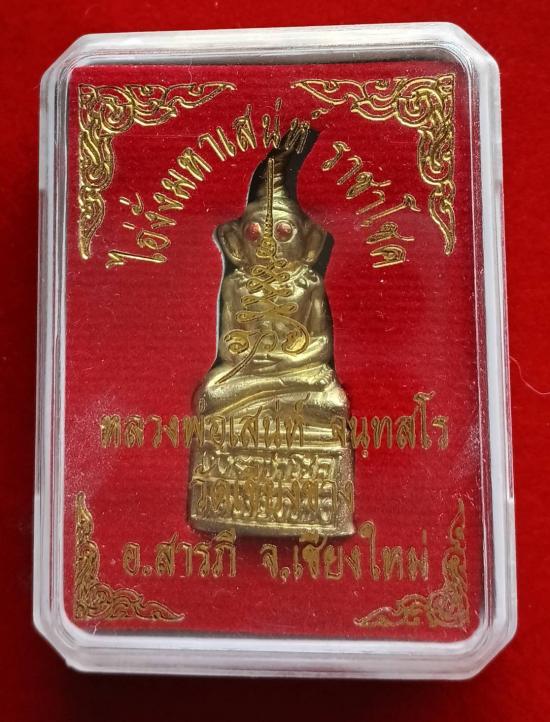 ไอ่งั่งมหาเสน่ห์ ราชาโชค
หลวงพ่อเสน่ห์ จนฺทสโร
อ.สารภี จ.เชียงใหม่